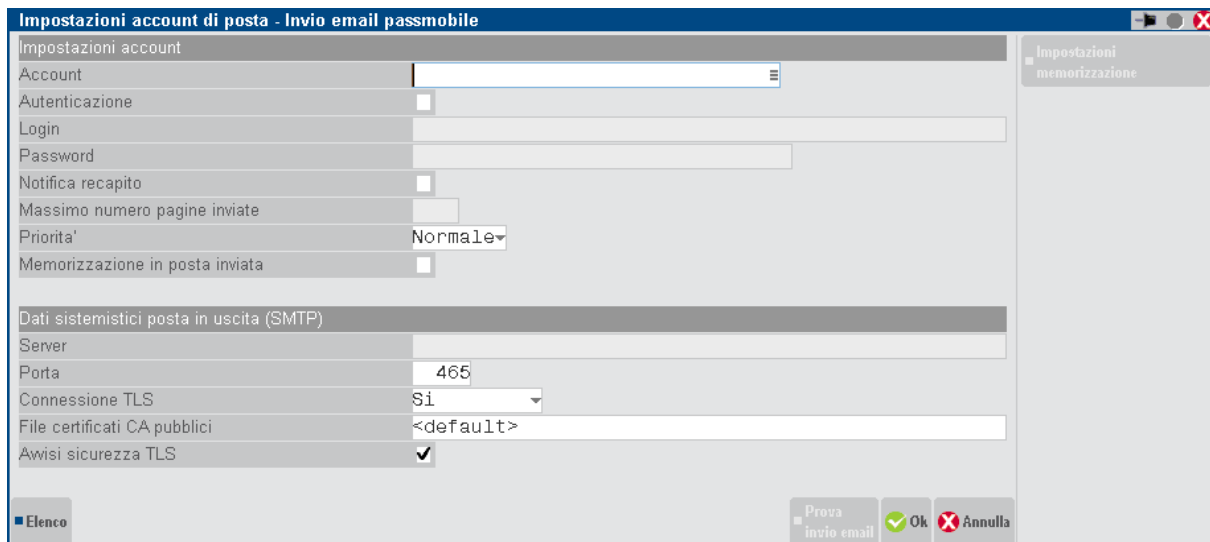 Impostazioni account di posta - Invio email passmobile
Impostazioni account
Impostazioni
memorizzazione
Account
Autenticazione
Login
Password
Notifica recapito
Massimo numero pagine inviate
Priorita' Normale
Memorizzazione in posta inviata
Dati sistemistici posta in uscita (SMTP)
Server
Porta 465
Connessione TLS Si
File certificati CA pubblici <default>
Avvisi sicurezza TLS
Elenco
Prova
invio email
Ok
Annulla